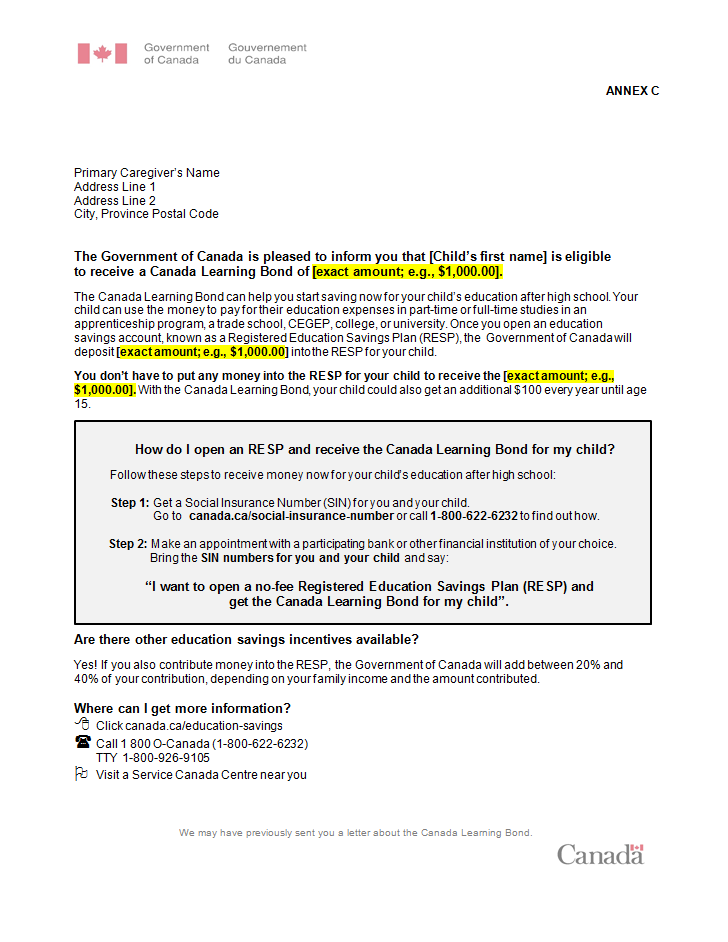 Government Gouvernement
of Canada du Canada
ANNEX C
Primary Caregiver's Name
Address Line 1
Address Line 2
City, Province Postal Code
The Government of Canada is pleased to inform you that [Child's first name] is eligible
to receive a Canada Learning Bond of [exact amount; e.g., $1,000.00].
The Canada Learning Bond can help you start saving now for your child's education after high school. Your
child can use the money to pay for their education expenses in part-time or full-time studies in an
apprenticeship program, a trade school, CEGEP, college, or university. Once you open an education
savings account, known as a Registered Education Savings Plan (RESP), the Government of Canada will
deposit [exact amount; e.g., $1,000.00] into the RESP for your child.
You don't have to put any money into the RESP for your child to receive the [exact amount; e.g.,
$1,000.00]. With the Canada Learning Bond, your child could also get an additional $100 every year until age
15.
How do I open an RESP and receive the Canada Learning Bond for my child?
Follow these steps to receive money now for your child's education after high school:
Step 1: Get a Social Insurance Number (SIN) for you and your child.
Go to canada.ca/social-insurance-number or call 1-800-622-6232 to find out how.
Step 2: Make an appointment with a participating bank or other financial institution of your choice.
Bring the SIN numbers for you and your child and say:
"I want to open a no-fee Registered Education Savings Plan (RESP) and
get the Canada Learning Bond for my child".
Are there other education savings incentives available?
Yes! If you also contribute money into the RESP, the Government of Canada will add between 20% and
40% of your contribution, depending on your family income and the amount contributed.
Where can I get more information?
Click canada.ca/education-savings
Call 1 800 O-Canada (1-800-622-6232)
TTY 1-800-926-9105
Visit a Service Canada Centre near you
We may have previously sent you a letter about the Canada Learning Bond.
Canada